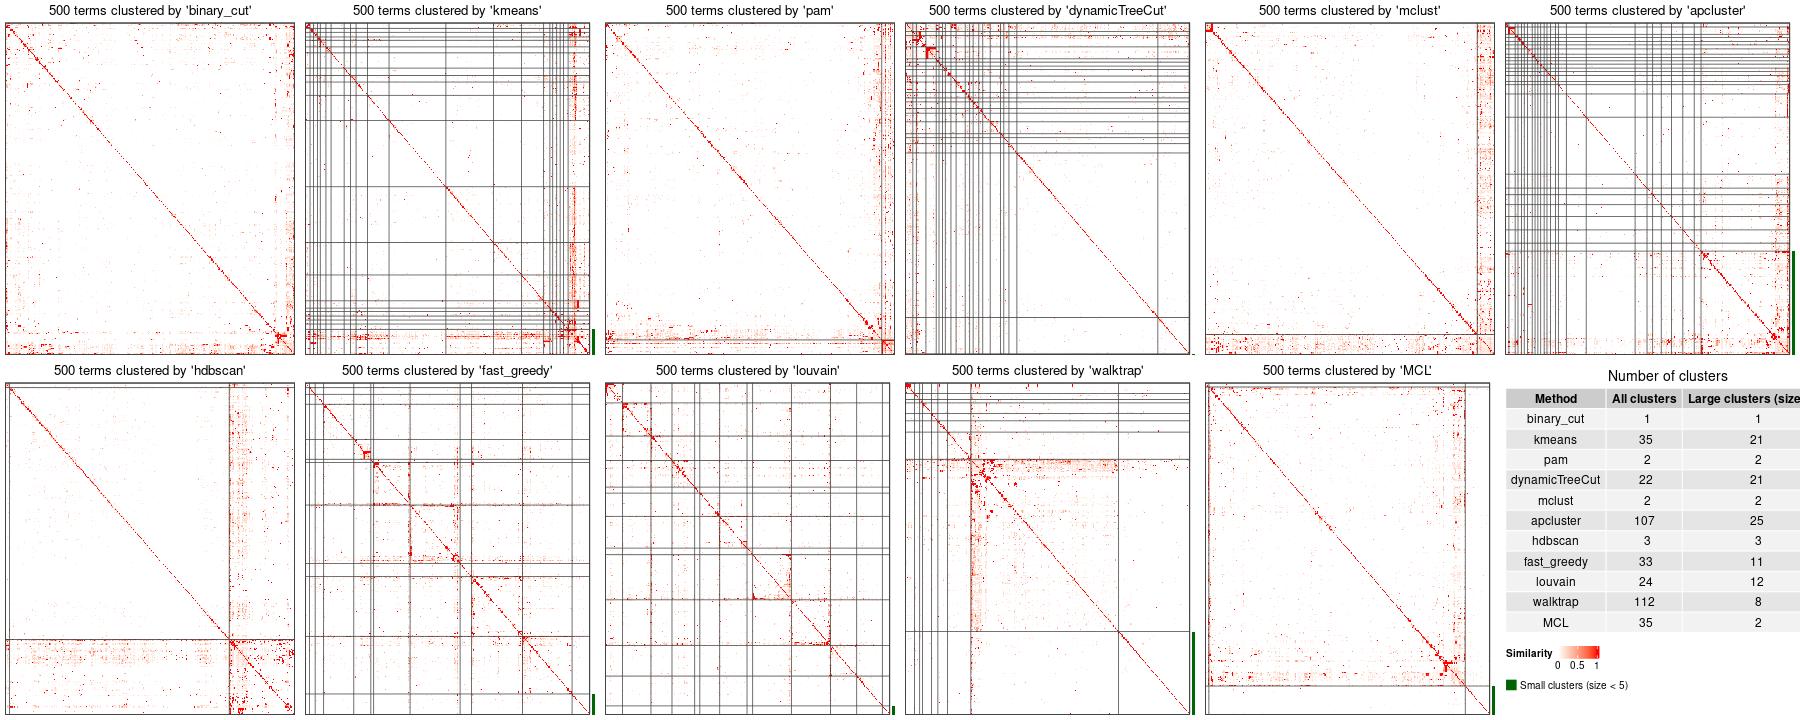 500 terms clustered by 'binary_cut'
500 terms clustered by 'kmeans'
500 terms clustered by 'pam'
500 terms clustered by 'dynamicTreeCut'
500 terms clustered by 'mclust'
500 terms clustered by 'apcluster'
500 terms clustered by 'hdbscan'
500 terms clustered by 'fast_greedy'
500 terms clustered by 'louvain'
500 terms clustered by 'walktrap'
500 terms clustered by 'MCL'
Number of clusters
Method All clusters Large clusters (size
binary_cut 1 1
kmeans 35 21
pam 2 2
dynamicTreeCut 22 21
mclust 2 2
apcluster 107 25
hdbscan 3 3
fast_greedy 33 11
louvain 24 12
walktrap 112 8
MCL 35 2
Similarity
0 0.5 1
Small clusters (size < 5)